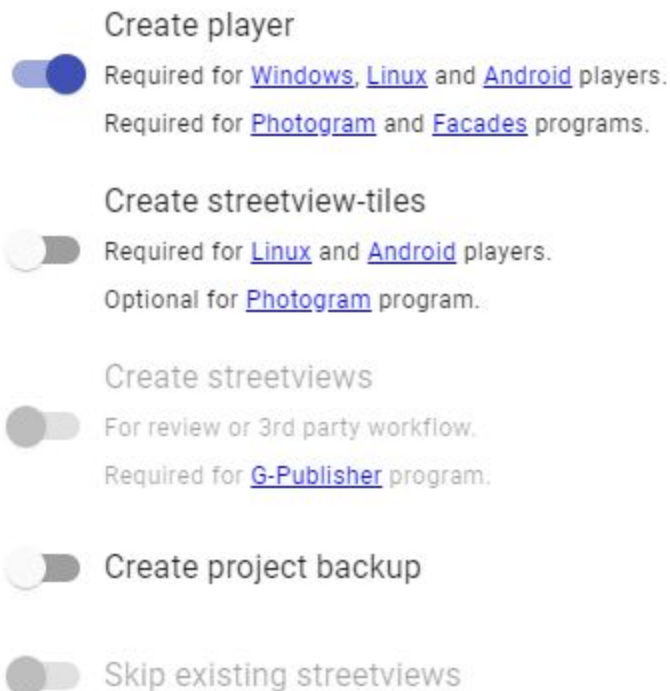 Create player
Required for Windows, Linux and Android players.
Required for Photogram and Facades programs.
Create streetview-tiles
Required for Linux and Android players.
Optional for Photogram program.
Create streetviews
For review or 3rd party workflow.
Required for G-Publisher program.
Create project backup
Skip existing streetviews